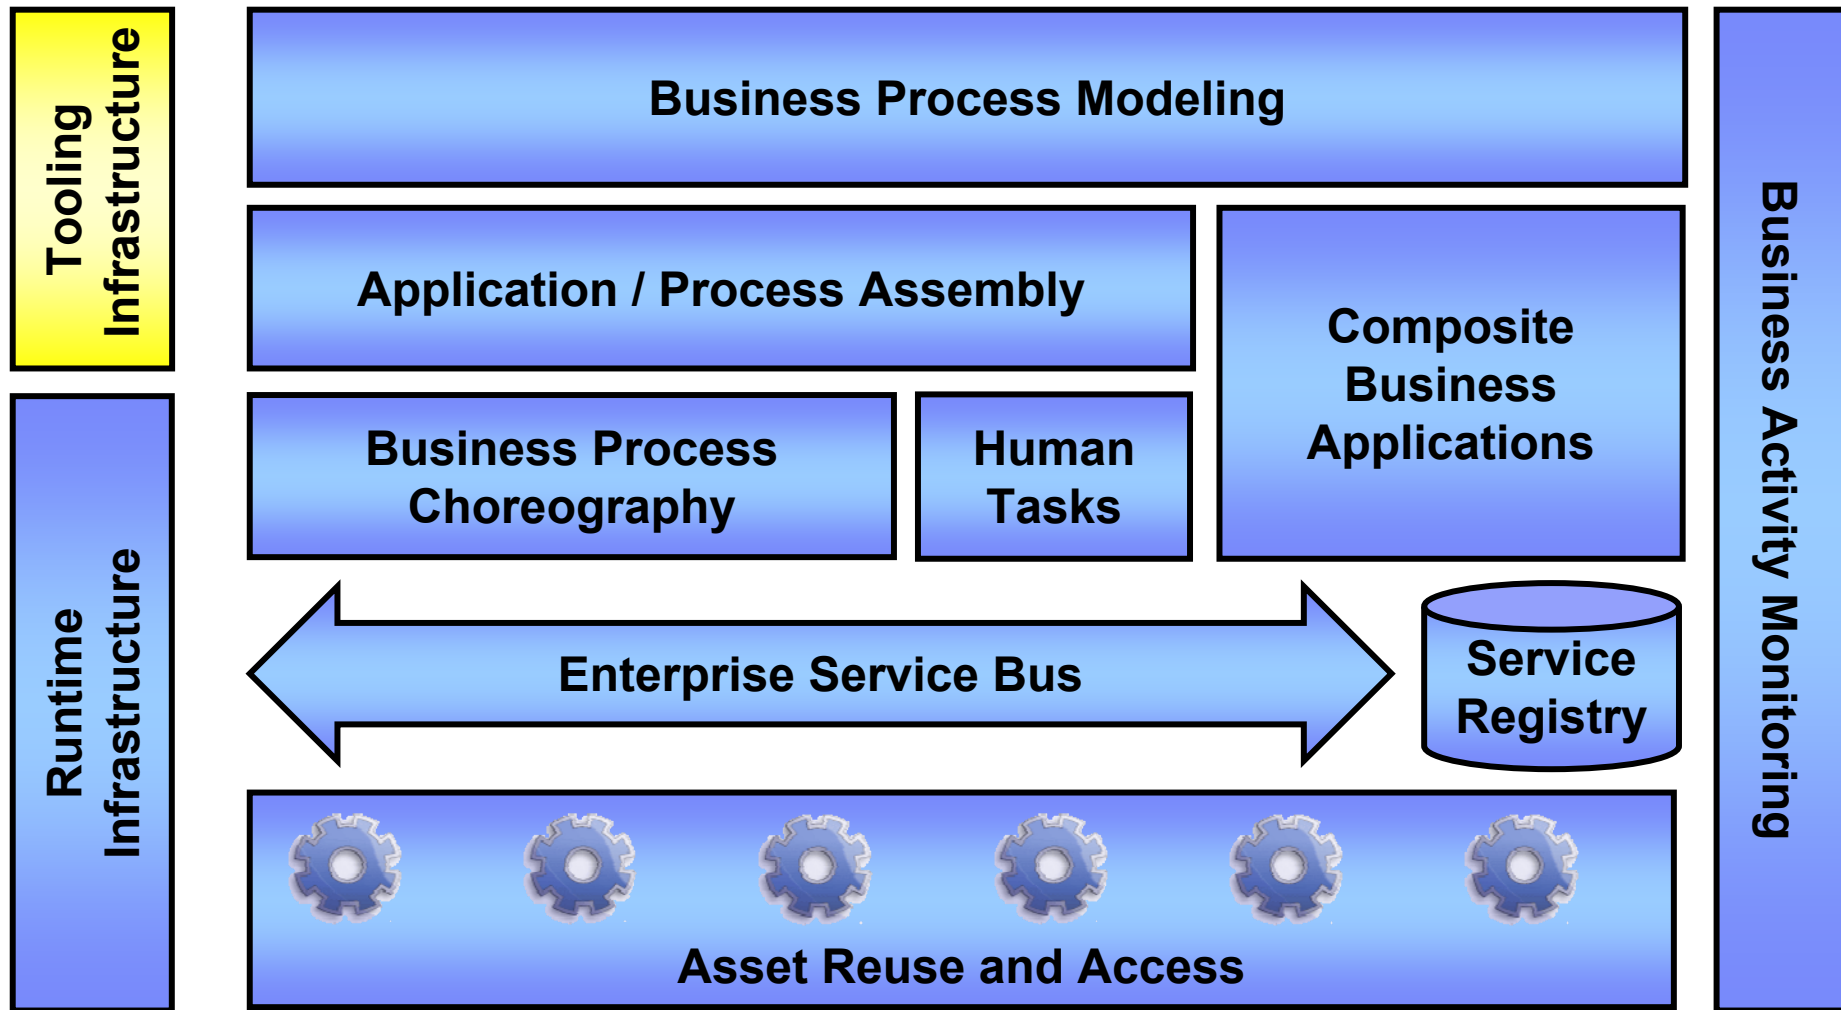 Tooling
Infrastructure
Business Process Modeling
Application / Process Assembly
Composite
Business
Applications
Business Process
Choreography
Human
Tasks
Runtime
Infrastructure
Enterprise Service Bus
Service
Registry
Asset Reuse and Access
Business Activity Monitoring